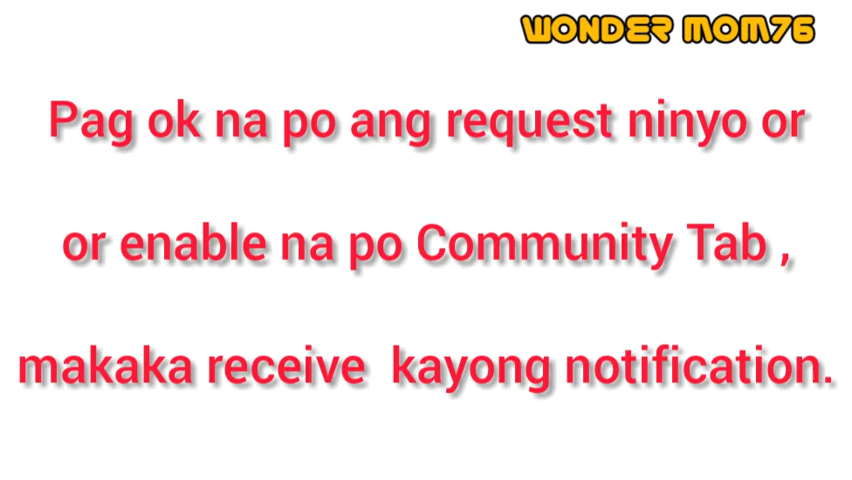 WONDER MOM76
Pag ok na po ang request ninyo or
or enable na po Community Tab ,
makaka receive kayong notification.